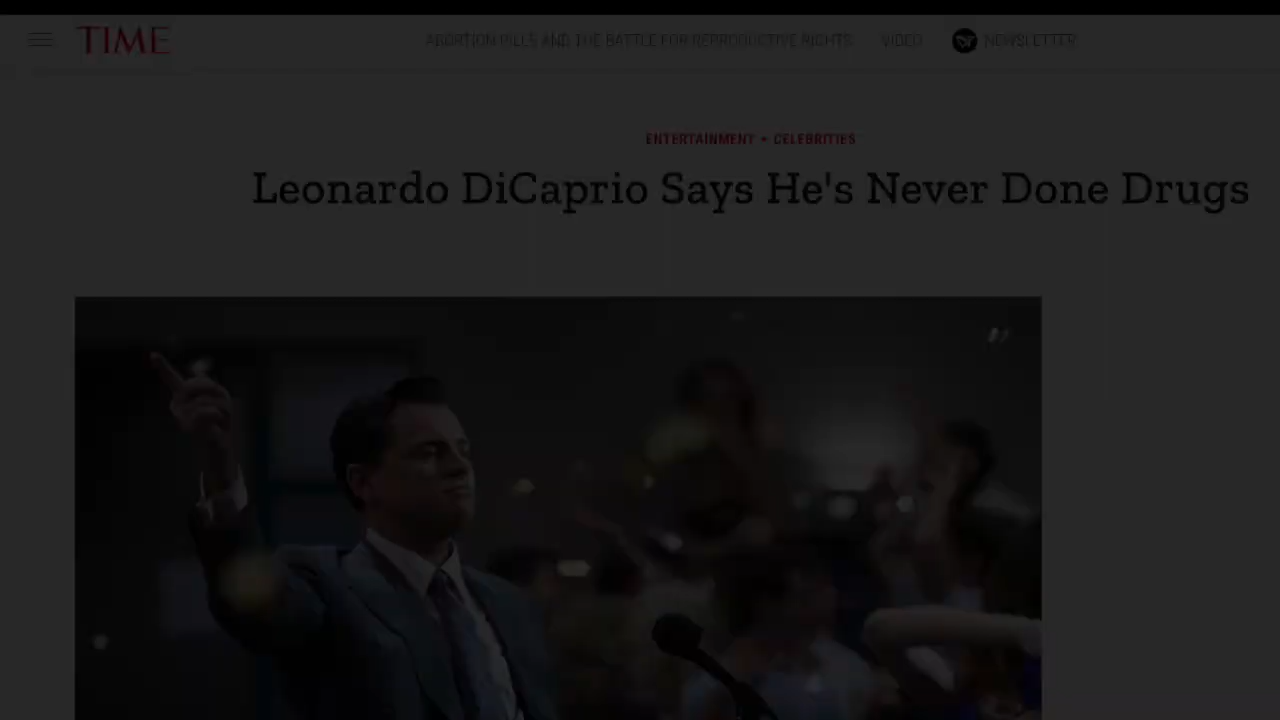 TIME
ABORTION PILLS AND THE BATTLE FOR REPRODUCTIVE RIGHTS VIDEO NEWSLETTER
ENTERTAINMENT • CELEBRITIES
Leonardo DiCaprio Says He's Never Done Drugs